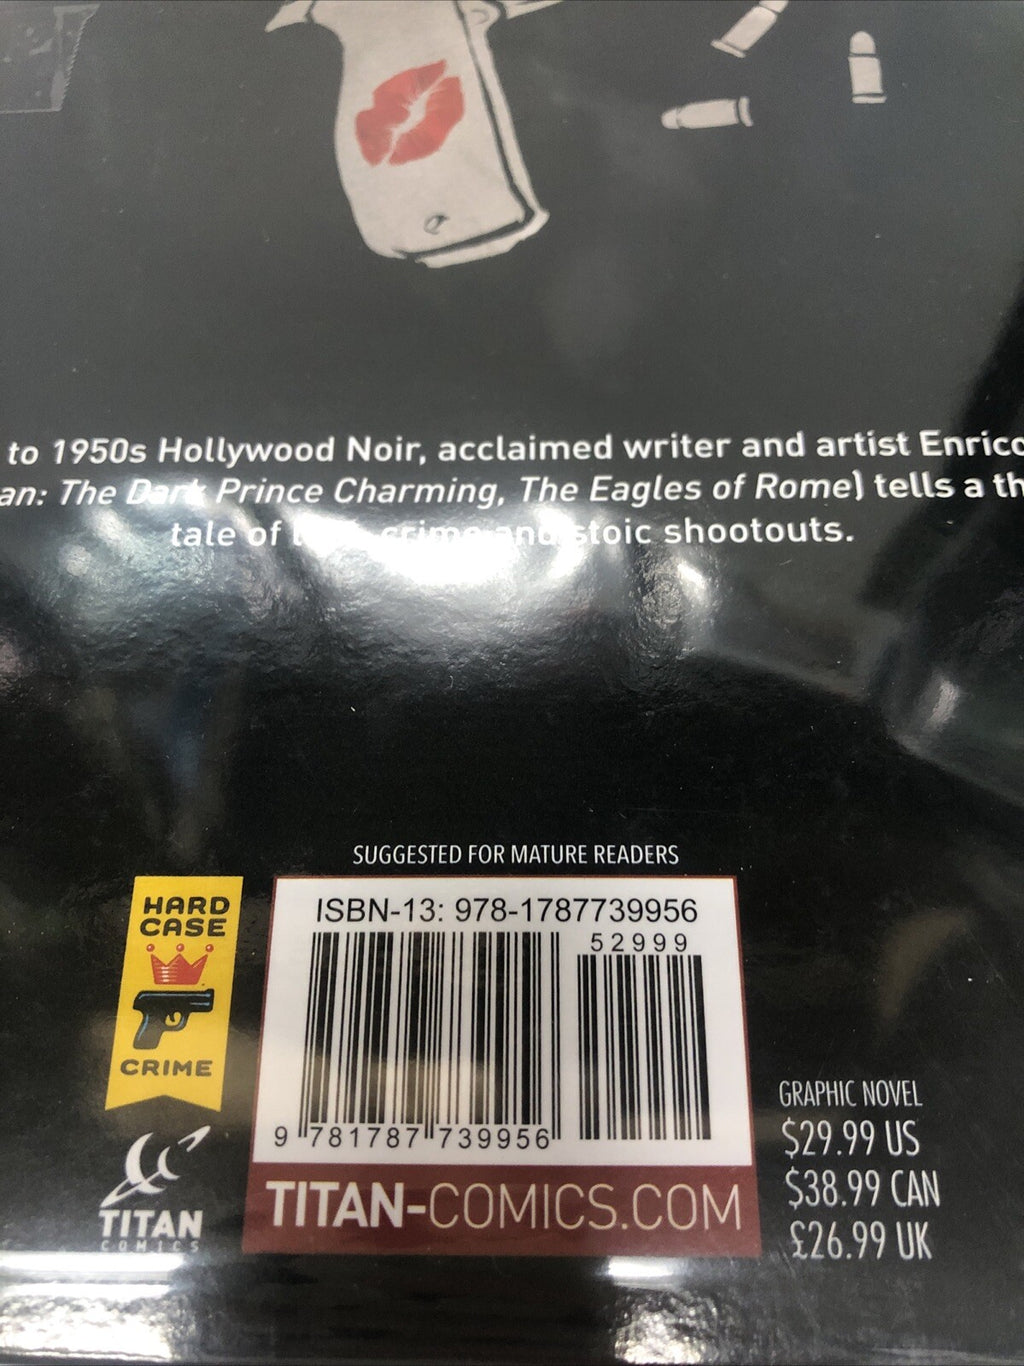 to 1950s Hollywood Noir, acclaimed writer and artist Enrico
an: The Dark Prince Charming, The Eagles of Rome) tells a th
tale of crime and stoic shootouts.
SUGGESTED FOR MATURE READERS
HARD
CASE
CRIME
ISBN-13: 978-1787739956
52999
9 781787 739956
TITAN
COMICS
TITAN-COMICS.COM
GRAPHIC NOVEL
$29.99 US
$38.99 CAN
£26.99 UK